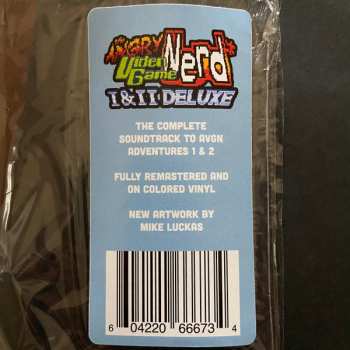 ANGRY
Video
Game
Nerd
I & II DELUXE
THE COMPLETE
SOUNDTRACK TO AVGN
ADVENTURES 1 & 2
FULLY REMASTERED AND
ON COLORED VINYL
NEW ARTWORK BY
MIKE LUCKAS
6 04220 66673 4